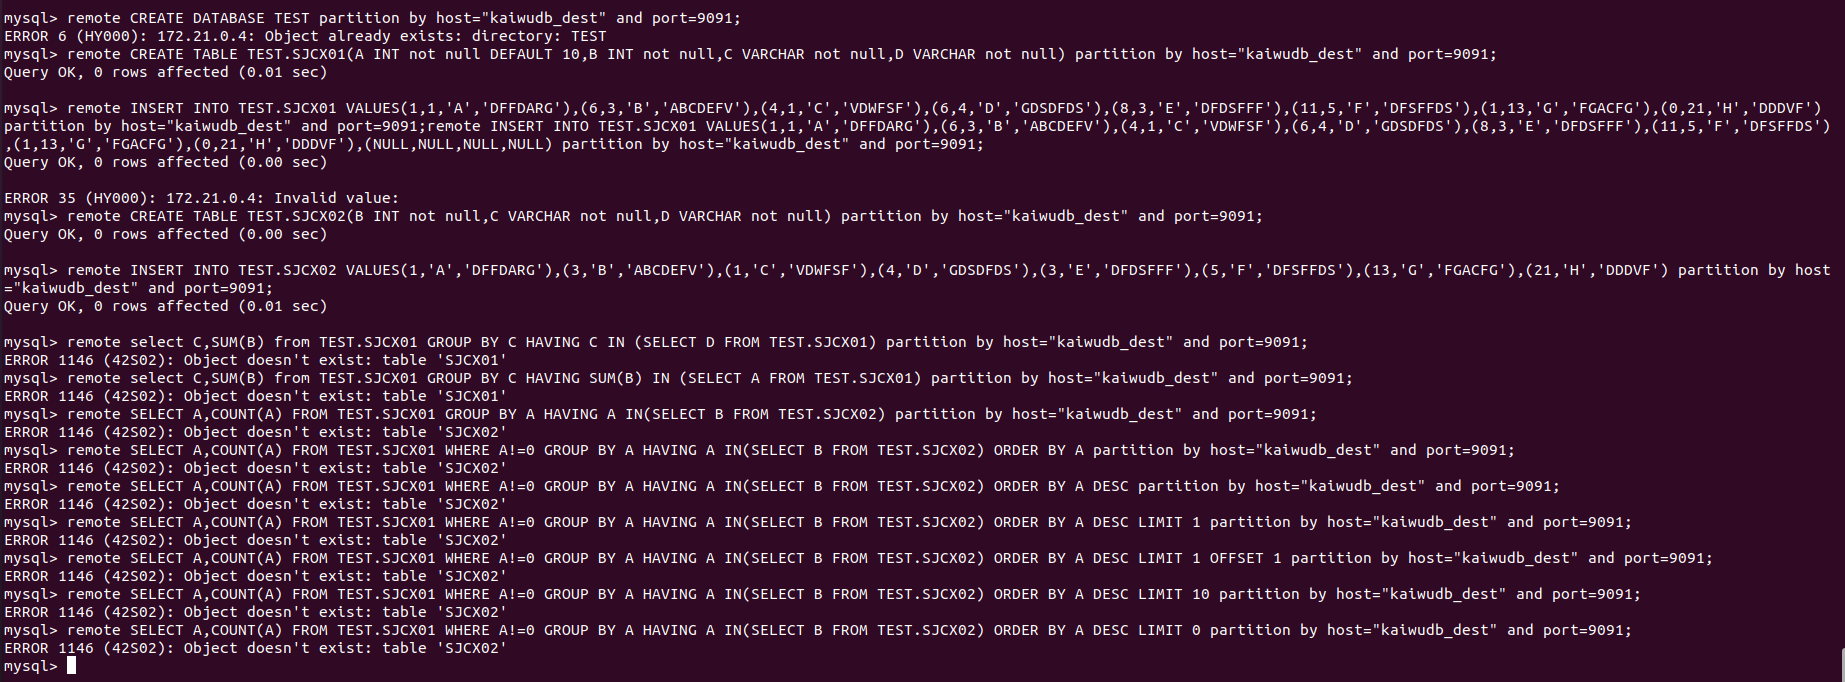 mysql> remote CREATE DATABASE TEST partition by host="kaiwudb_dest" and port=9091;
ERROR 6 (HY000): 172.21.0.4: Object already exists: directory: TEST
mysql> remote CREATE TABLE TEST.SJCX01(A INT not null DEFAULT 10,B INT not null,C VARCHAR not null,D VARCHAR not null) partition by host="kaiwudb_dest" and port=9091;
Query OK, 0 rows affected (0.01 sec)
mysql> remote INSERT INTO TEST.SJCX01 VALUES(1,1,'A','DFFDARG'),(6,3,'B','ABCDEFV'),(4,1,'C','VDWFSF'),(6,4,'D','GDSDFDS'),(8,3,'E','DFDSFFF'),(11,5,'F','DFSFFDS'),(1,13,'G','FGACFG'),(0,21,'H','DDDVF')
partition by host="kaiwudb_dest" and port=9091;remote INSERT INTO TEST.SJCX01 VALUES(1,1,'A','DFFDARG'),(6,3,'B','ABCDEFV'),(4,1,'C','VDWFSF'),(6,4,'D','GDSDFDS'),(8,3,'E','DFDSFFF'),(11,5,'F','DFSFFDS')
,(1,13,'G','FGACFG'),(0,21,'H','DDDVF'),(NULL,NULL,NULL,NULL) partition by host="kaiwudb_dest" and port=9091;
Query OK, 0 rows affected (0.00 sec)
ERROR 35 (HY000): 172.21.0.4: Invalid value:
mysql> remote CREATE TABLE TEST.SJCX02(B INT not null,C VARCHAR not null,D VARCHAR not null) partition by host="kaiwudb_dest" and port=9091;
Query OK, 0 rows affected (0.00 sec)
mysql> remote INSERT INTO TEST.SJCX02 VALUES(1,'A','DFFDARG'),(3,'B','ABCDEFV'),(1,'C','VDWFSF'),(4,'D','GDSDFDS'),(3,'E','DFDSFFF'),(5,'F','DFSFFDS'),(13,'G','FGACFG'),(21,'H','DDDVF') partition by host
="kaiwudb_dest" and port=9091;
Query OK, 0 rows affected (0.01 sec)
mysql> remote select C,SUM(B) from TEST.SJCX01 GROUP BY C HAVING C IN (SELECT D FROM TEST.SJCX01) partition by host="kaiwudb_dest" and port=9091;
ERROR 1146 (42S02): Object doesn't exist: table 'SJCX01'
mysql> remote select C,SUM(B) from TEST.SJCX01 GROUP BY C HAVING SUM(B) IN (SELECT A FROM TEST.SJCX01) partition by host="kaiwudb_dest" and port=9091;
ERROR 1146 (42S02): Object doesn't exist: table 'SJCX01'
mysql> remote SELECT A,COUNT(A) FROM TEST.SJCX01 GROUP BY A HAVING A IN(SELECT B FROM TEST.SJCX02) partition by host="kaiwudb_dest" and port=9091;
ERROR 1146 (42S02): Object doesn't exist: table 'SJCX02'
mysql> remote SELECT A,COUNT(A) FROM TEST.SJCX01 WHERE A!=0 GROUP BY A HAVING A IN(SELECT B FROM TEST.SJCX02) ORDER BY A partition by host="kaiwudb_dest" and port=9091;
ERROR 1146 (42S02): Object doesn't exist: table 'SJCX02'
mysql> remote SELECT A,COUNT(A) FROM TEST.SJCX01 WHERE A!=0 GROUP BY A HAVING A IN(SELECT B FROM TEST.SJCX02) ORDER BY A DESC partition by host="kaiwudb_dest" and port=9091;
ERROR 1146 (42S02): Object doesn't exist: table 'SJCX02'
mysql> remote SELECT A,COUNT(A) FROM TEST.SJCX01 WHERE A!=0 GROUP BY A HAVING A IN(SELECT B FROM TEST.SJCX02) ORDER BY A DESC LIMIT 1 partition by host="kaiwudb_dest" and port=9091;
ERROR 1146 (42S02): Object doesn't exist: table 'SJCX02'
mysql> remote SELECT A,COUNT(A) FROM TEST.SJCX01 WHERE A!=0 GROUP BY A HAVING A IN(SELECT B FROM TEST.SJCX02) ORDER BY A DESC LIMIT 1 OFFSET 1 partition by host="kaiwudb_dest" and port=9091;
ERROR 1146 (42S02): Object doesn't exist: table 'SJCX02'
mysql> remote SELECT A,COUNT(A) FROM TEST.SJCX01 WHERE A!=0 GROUP BY A HAVING A IN(SELECT B FROM TEST.SJCX02) ORDER BY A DESC LIMIT 10 partition by host="kaiwudb_dest" and port=9091;
ERROR 1146 (42S02): Object doesn't exist: table 'SJCX02'
mysql> remote SELECT A,COUNT(A) FROM TEST.SJCX01 WHERE A!=0 GROUP BY A HAVING A IN(SELECT B FROM TEST.SJCX02) ORDER BY A DESC LIMIT 0 partition by host="kaiwudb_dest" and port=9091;
ERROR 1146 (42S02): Object doesn't exist: table 'SJCX02'
mysql>